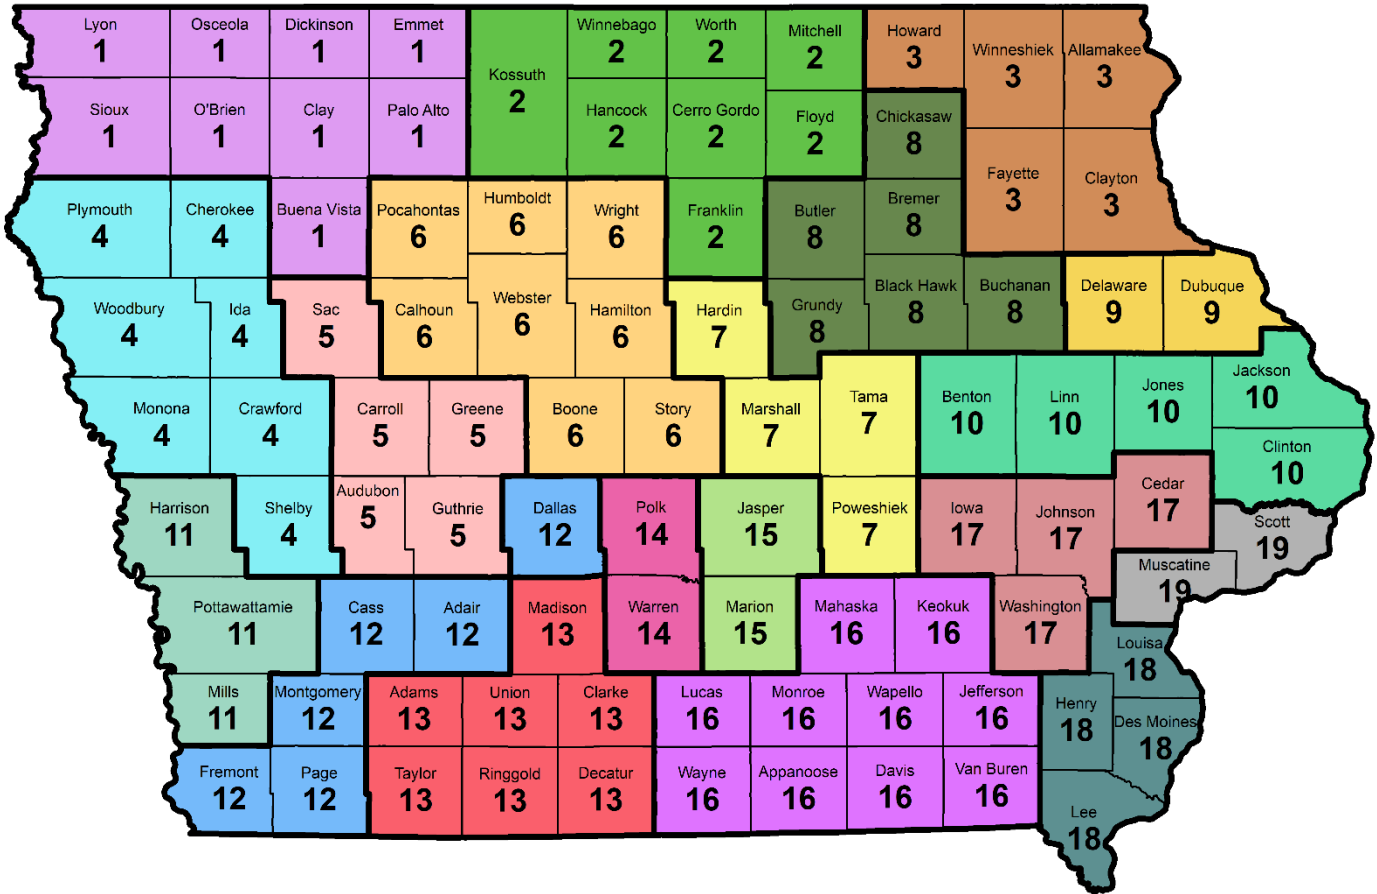 Lyon
1
Osceola
1
Dickinson
1
Emmet
1
Kossuth
2
Winnebago
2
Worth
2
Mitchell
2
Howard
3
Winneshiek
3
Allamakee
3
Sioux
1
O'Brien
1
Clay
1
Palo Alto
1
Hancock
2
Cerro Gordo
2
Floyd
2
Chickasaw
8
Fayette
3
Clayton
3
Plymouth
4
Cherokee
4
Buena Vista
1
Pocahontas
6
Humboldt
6
Wright
6
Franklin
2
Butler
8
Bremer
8
Woodbury
4
Ida
4
Sac
5
Calhoun
6
Webster
6
Hamilton
6
Hardin
7
Grundy
8
Black Hawk
8
Buchanan
8
Delaware
9
Dubuque
9
Monona
4
Crawford
4
Carroll
5
Greene
5
Boone
6
Story
6
Marshall
7
Tama
7
Benton
10
Linn
10
Jones
10
Jackson
10
Clinton
10
Harrison
11
Shelby
4
Audubon
5
Guthrie
5
Dallas
12
Polk
14
Jasper
15
Poweshiek
7
Iowa
17
Johnson
17
Cedar
17
Scott
19
Muscatine
19
Pottawattamie
11
Cass
12
Adair
12
Madison
13
Warren
14
Marion
15
Mahaska
16
Keokuk
16
Washington
17
Louisa
18
Mills
11
Montgomery
12
Adams
13
Union
13
Clarke
13
Lucas
16
Monroe
16
Wapello
16
Jefferson
16
Henry
18
Des Moines
18
Fremont
12
Page
12
Taylor
13
Ringgold
13
Decatur
13
Wayne
16
Appanoose
16
Davis
16
Van Buren
16
Lee
18